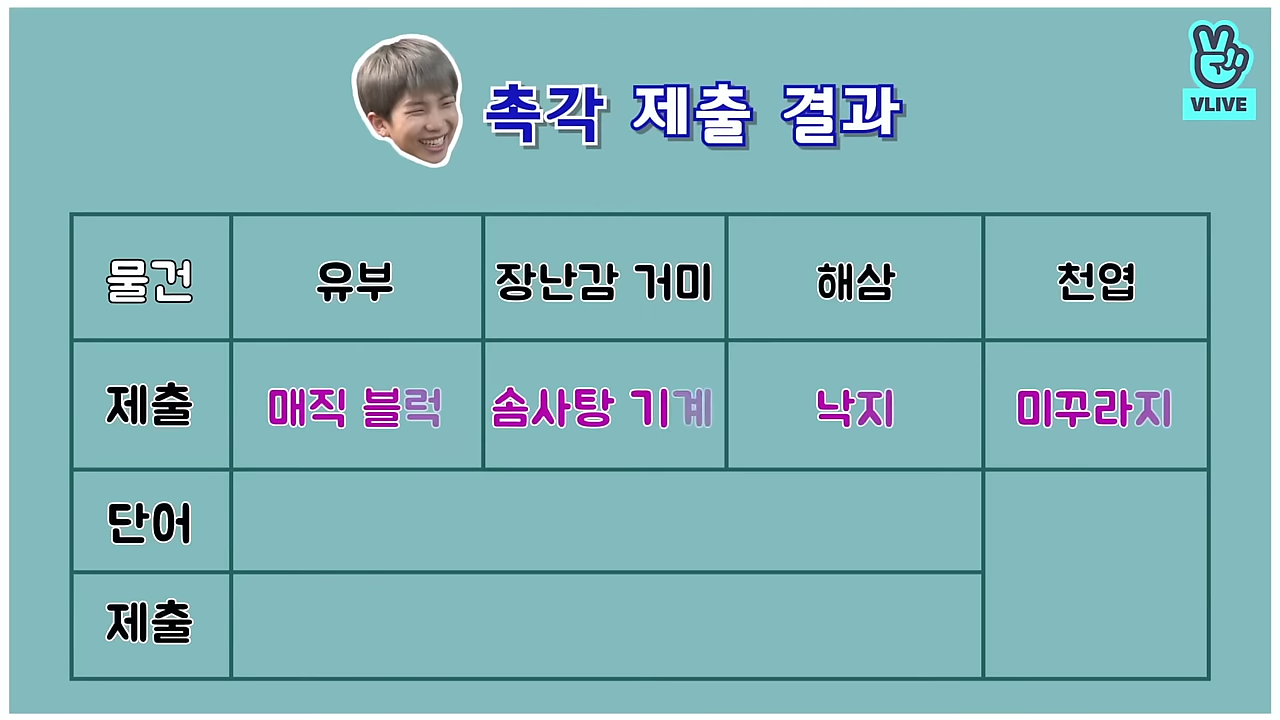 촉각 제출 결과
VLIVE
물건 유부 장난감 거미 해삼 천엽
제출 매직 블럭 솜사탕 기계 낙지 미꾸라지
단어
제출